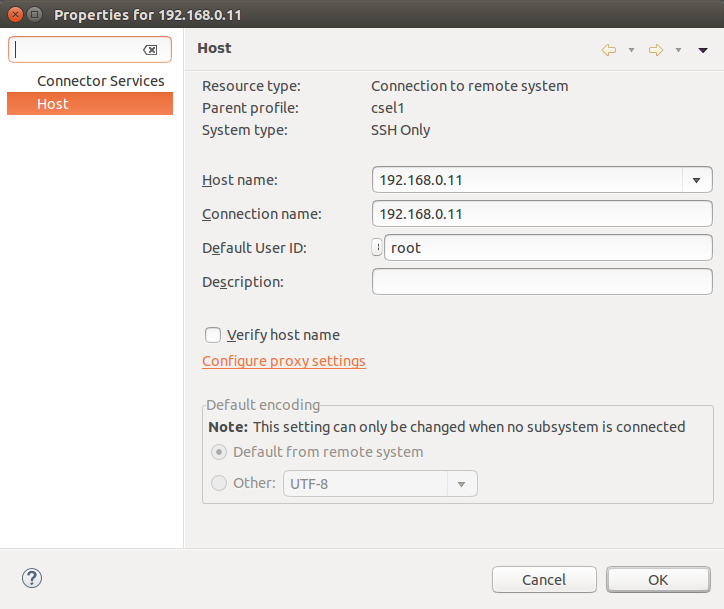 Properties for 192.168.0.11
Connector Services
Host
Host
Resource type: Connection to remote system
Parent profile: csel1
System type: SSH Only
Host name: 192.168.0.11
Connection name: 192.168.0.11
Default User ID: root
Description:
Verify host name
Configure proxy settings
Default encoding
Note: This setting can only be changed when no subsystem is connected
Default from remote system
Other: UTF-8
?
Cancel OK